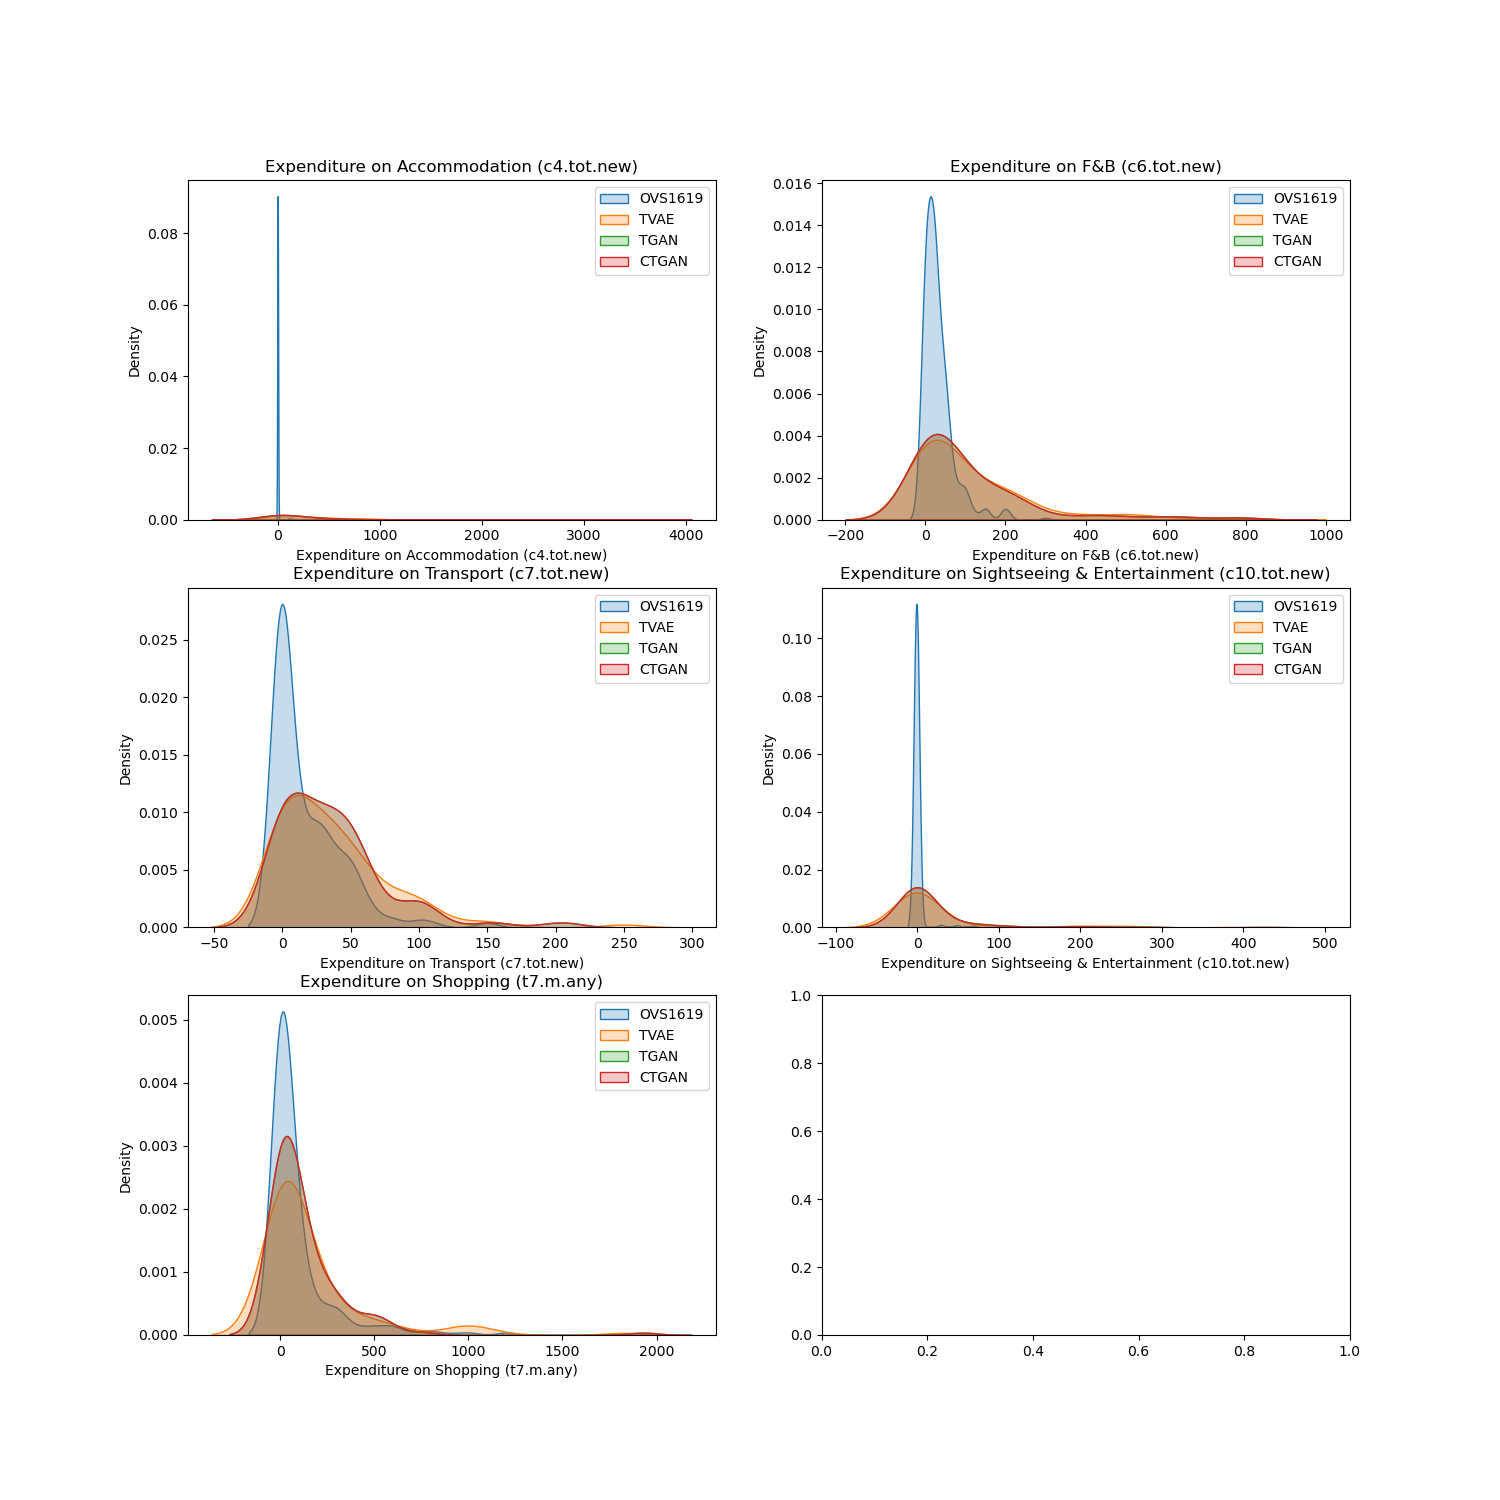 Expenditure on Accommodation (c4.tot.new)
OVS1619
TVAE
TGAN
CTGAN
0.08
0.06
0.04
0.02
0.00
Density
0 1000 2000 3000 4000
Expenditure on Accommodation (c4.tot.new)
Expenditure on F&B (c6.tot.new)
OVS1619
TVAE
TGAN
CTGAN
0.016
0.014
0.012
0.010
0.008
0.006
0.004
0.002
0.000
Density
−200 0 200 400 600 800 1000
Expenditure on F&B (c6.tot.new)
Expenditure on Transport (c7.tot.new)
OVS1619
TVAE
TGAN
CTGAN
0.025
0.020
0.015
0.010
0.005
0.000
Density
−50 0 50 100 150 200 250 300
Expenditure on Transport (c7.tot.new)
Expenditure on Sightseeing & Entertainment (c10.tot.new)
OVS1619
TVAE
TGAN
CTGAN
0.10
0.08
0.06
0.04
0.02
0.00
Density
−100 0 100 200 300 400 500
Expenditure on Sightseeing & Entertainment (c10.tot.new)
Expenditure on Shopping (t7.m.any)
OVS1619
TVAE
TGAN
CTGAN
0.005
0.004
0.003
0.002
0.001
0.000
Density
0 500 1000 1500 2000
Expenditure on Shopping (t7.m.any)
1.0
0.8
0.6
0.4
0.2
0.0
0.0 0.2 0.4 0.6 0.8 1.0